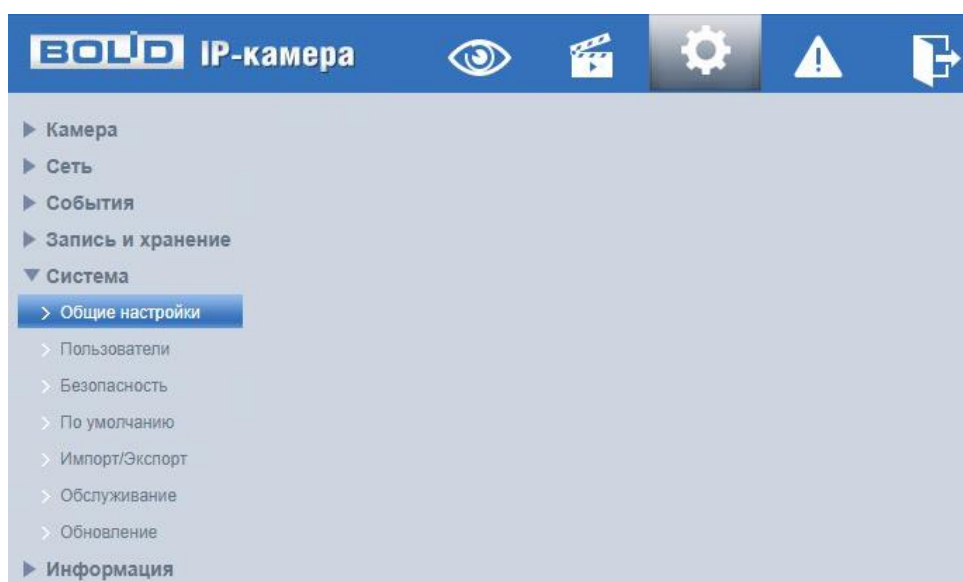 BOLID IP-камера
Камера
Сеть
События
Запись и хранение
Система
Общие настройки
Пользователи
Безопасность
По умолчанию
Импорт/Экспорт
Обслуживание
Обновление
Информация